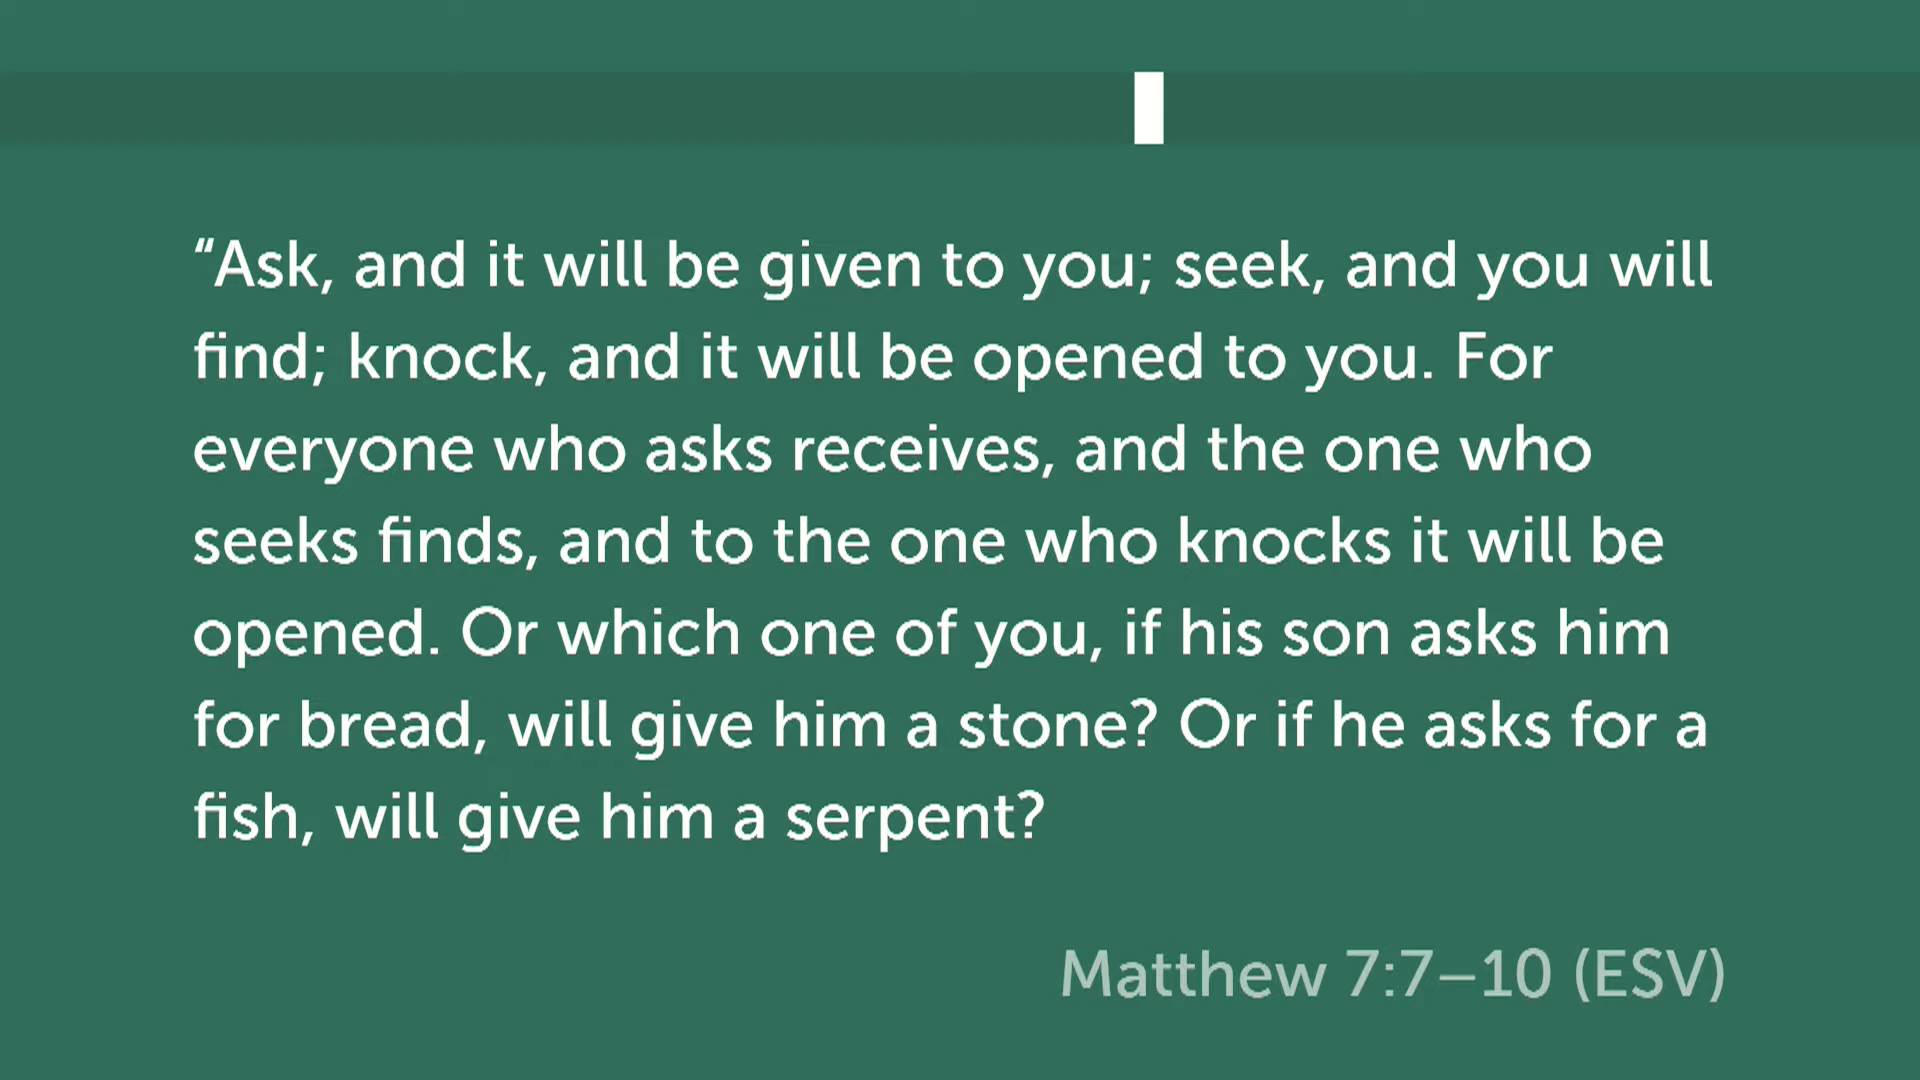 “Ask, and it will be given to you; seek, and you will
find; knock, and it will be opened to you. For
everyone who asks receives, and the one who
seeks finds, and to the one who knocks it will be
opened. Or which one of you, if his son asks him
for bread, will give him a stone? Or if he asks for a
fish, will give him a serpent?
Matthew 7:7–10 (ESV)